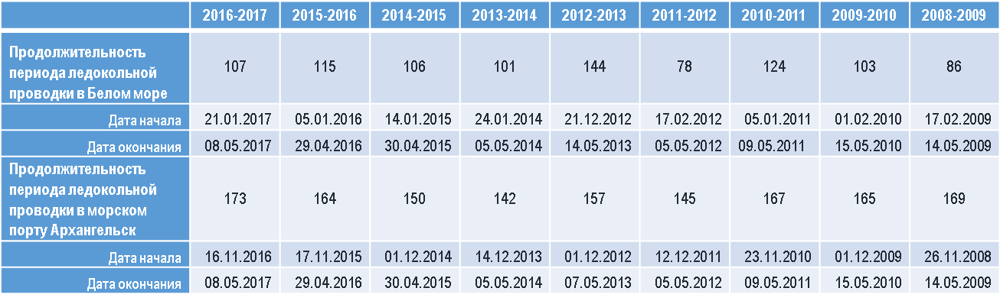 2016-2017 2015-2016 2014-2015 2013-2014 2012-2013 2011-2012 2010-2011 2009-2010 2008-2009
Продолжительность
периода ледокольной
проводки в Белом море
107 115 106 101 144 78 124 103 86
Дата начала 21.01.2017 05.01.2016 14.01.2015 24.01.2014 21.12.2012 17.02.2012 05.01.2011 01.02.2010 17.02.2009
Дата окончания 08.05.2017 29.04.2016 30.04.2015 05.05.2014 14.05.2013 05.05.2012 09.05.2011 15.05.2010 14.05.2009
Продолжительность
периода ледокольной
проводки в морском
порту Архангельск
173 164 150 142 157 145 167 165 169
Дата начала 16.11.2016 17.11.2015 01.12.2014 14.12.2013 01.12.2012 12.12.2011 23.11.2010 01.12.2009 26.11.2008
Дата окончания 08.05.2017 29.04.2016 30.04.2015 05.05.2014 07.05.2013 05.05.2012 09.05.2011 15.05.2010 14.05.2009